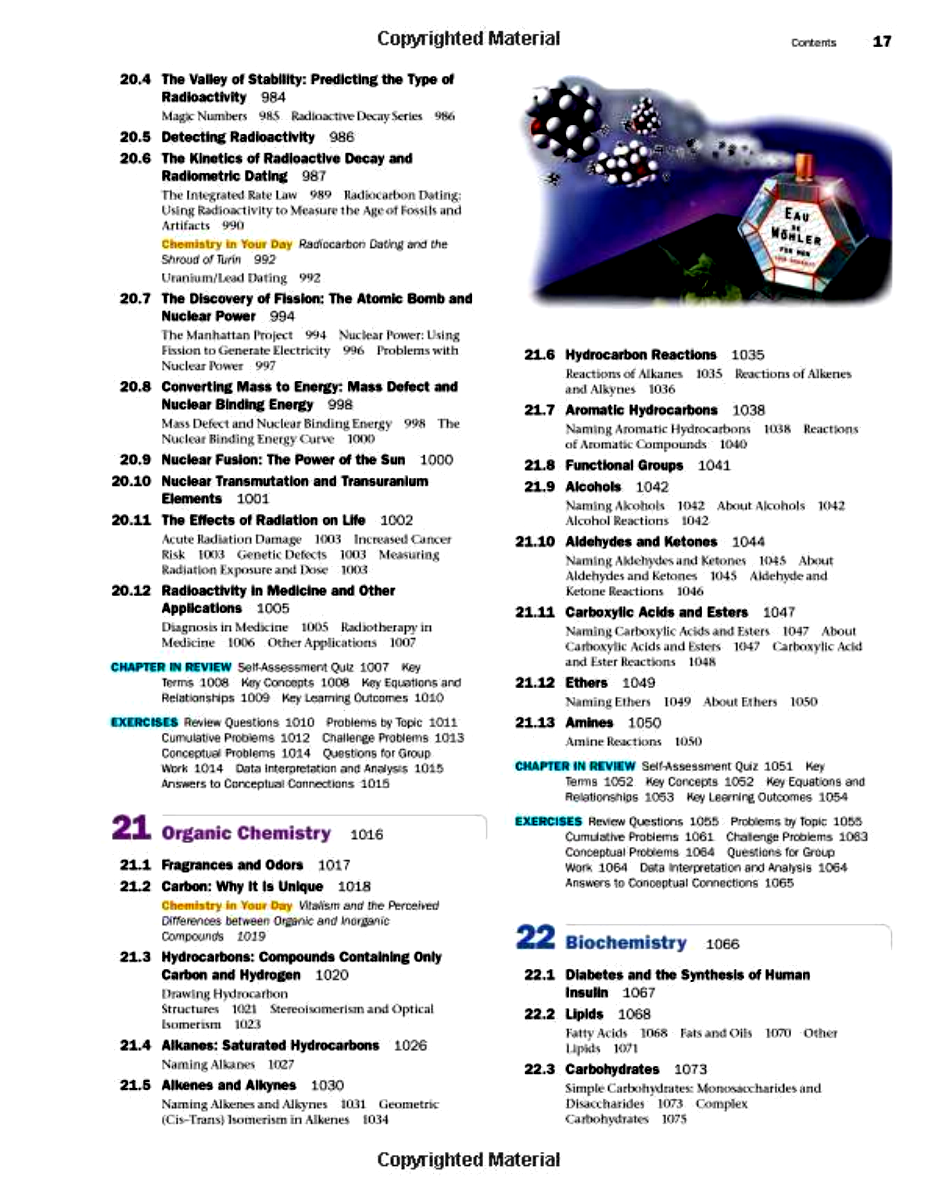 Copyrighted Material
Contents 17
20.4 The Valley of Stability: Predicting the Type of
Radioactivity 984
Magic Numbers 985 Radioactive Decay Series 986
20.5 Detecting Radioactivity 986
20.6 The Kinetics of Radioactive Decay and
Radiometric Dating 987
The Integrated Rate Law 989 Radiocarbon Dating:
Using Radioactivity to Measure the Age of Fossils and
Artifacts 990
Chemistry in Your Day Radiocarbon Dating and the
Shroud of Turin 992
Uranium/Lead Dating 992
20.7 The Discovery of Fission: The Atomic Bomb and
Nuclear Power 994
The Manhattan Project 994 Nuclear Power: Using
Fission to Generate Electricity 996 Problems with
Nuclear Power 997
20.8 Converting Mass to Energy: Mass Defect and
Nuclear Binding Energy 998
Mass Defect and Nuclear Binding Energy 998 The
Nuclear Binding Energy Curve 1000
20.9 Nuclear Fusion: The Power of the Sun 1000
20.10 Nuclear Transmutation and Transuranium
Elements 1001
20.11 The Effects of Radiation on Life 1002
Acute Radiation Damage 1003 Increased Cancer
Risk 1003 Genetic Defects 1003 Measuring
Radiation Exposure and Dose 1003
20.12 Radioactivity in Medicine and Other
Applications 1005
Diagnosis in Medicine 1005 Radiotherapy in
Medicine 1006 Other Applications 1007
CHAPTER IN REVIEW Self-Assessment Quiz 1007 Key
Terms 1008 Key Concepts 1008 Key Equations and
Relationships 1009 Key Learning Outcomes 1010
EXERCISES Review Questions 1010 Problems by Topic 1011
Cumulative Problems 1012 Challenge Problems 1013
Conceptual Problems 1014 Questions for Group
Work 1014 Data Interpretation and Analysis 1015
Answers to Conceptual Connections 1015
21 Organic Chemistry 1016
21.1 Fragrances and Odors 1017
21.2 Carbon: Why It Is Unique 1018
Chemistry in Your Day Vitalism and the Perceived
Differences between Organic and Inorganic
Compounds 1019
21.3 Hydrocarbons: Compounds Containing Only
Carbon and Hydrogen 1020
Drawing Hydrocarbon
Structures 1021 Stereoisomerism and Optical
Isomerism 1023
21.4 Alkanes: Saturated Hydrocarbons 1026
Naming Alkanes 1027
21.5 Alkenes and Alkynes 1030
Naming Alkenes and Alkynes 1031 Geometric
(Cis–Trans) Isomerism in Alkenes 1034
EAU
DE
WÖHLER
FOR MEN
21.6 Hydrocarbon Reactions 1035
Reactions of Alkanes 1035 Reactions of Alkenes
and Alkynes 1036
21.7 Aromatic Hydrocarbons 1038
Naming Aromatic Hydrocarbons 1038 Reactions
of Aromatic Compounds 1040
21.8 Functional Groups 1041
21.9 Alcohols 1042
Naming Alcohols 1042 About Alcohols 1042
Alcohol Reactions 1042
21.10 Aldehydes and Ketones 1044
Naming Aldehydes and Ketones 1045 About
Aldehydes and Ketones 1045 Aldehyde and
Ketone Reactions 1046
21.11 Carboxylic Acids and Esters 1047
Naming Carboxylic Acids and Esters 1047 About
Carboxylic Acids and Esters 1047 Carboxylic Acid
and Ester Reactions 1048
21.12 Ethers 1049
Naming Ethers 1049 About Ethers 1050
21.13 Amines 1050
Amine Reactions 1050
CHAPTER IN REVIEW Self-Assessment Quiz 1051 Key
Terms 1052 Key Concepts 1052 Key Equations and
Relationships 1053 Key Learning Outcomes 1054
EXERCISES Review Questions 1055 Problems by Topic 1055
Cumulative Problems 1061 Challenge Problems 1063
Conceptual Problems 1064 Questions for Group
Work 1064 Data Interpretation and Analysis 1064
Answers to Conceptual Connections 1065
22 Biochemistry 1066
22.1 Diabetes and the Synthesis of Human
Insulin 1067
22.2 Lipids 1068
Fatty Acids 1068 Fats and Oils 1070 Other
Lipids 1071
22.3 Carbohydrates 1073
Simple Carbohydrates: Monosaccharides and
Disaccharides 1073 Complex
Carbohydrates 1075
Copyrighted Material